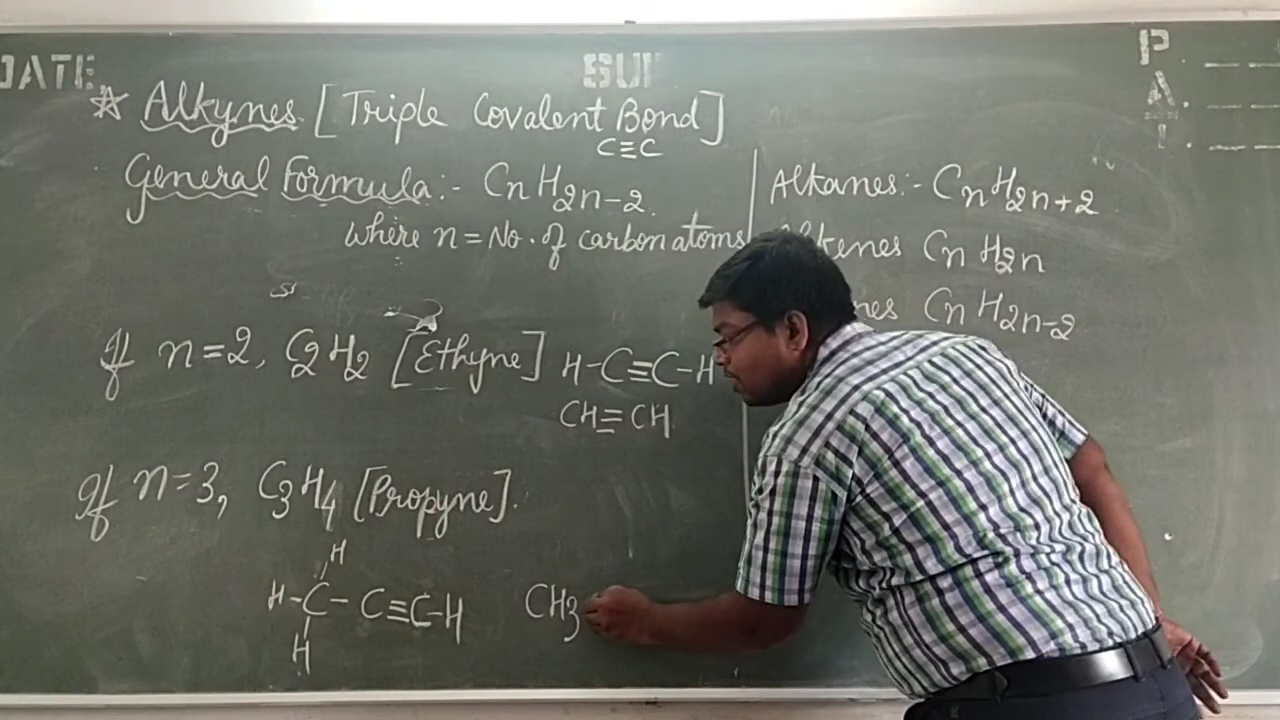 DATE
SUB
P.
A.
I.
☆ Alkynes [Triple Covalent Bond]
C≡C
General Formula:- CnH2n-2.
where n = No. of carbon atoms
Alkanes:- CnH2n+2
Alkenes CnH2n
nes CnH2n-2
If n=2, C2H2 [Ethyne] H-C≡C-H
CH≡CH
If n=3, C3H4 [Propyne].
H
H-C-C≡C-H
H
CH3